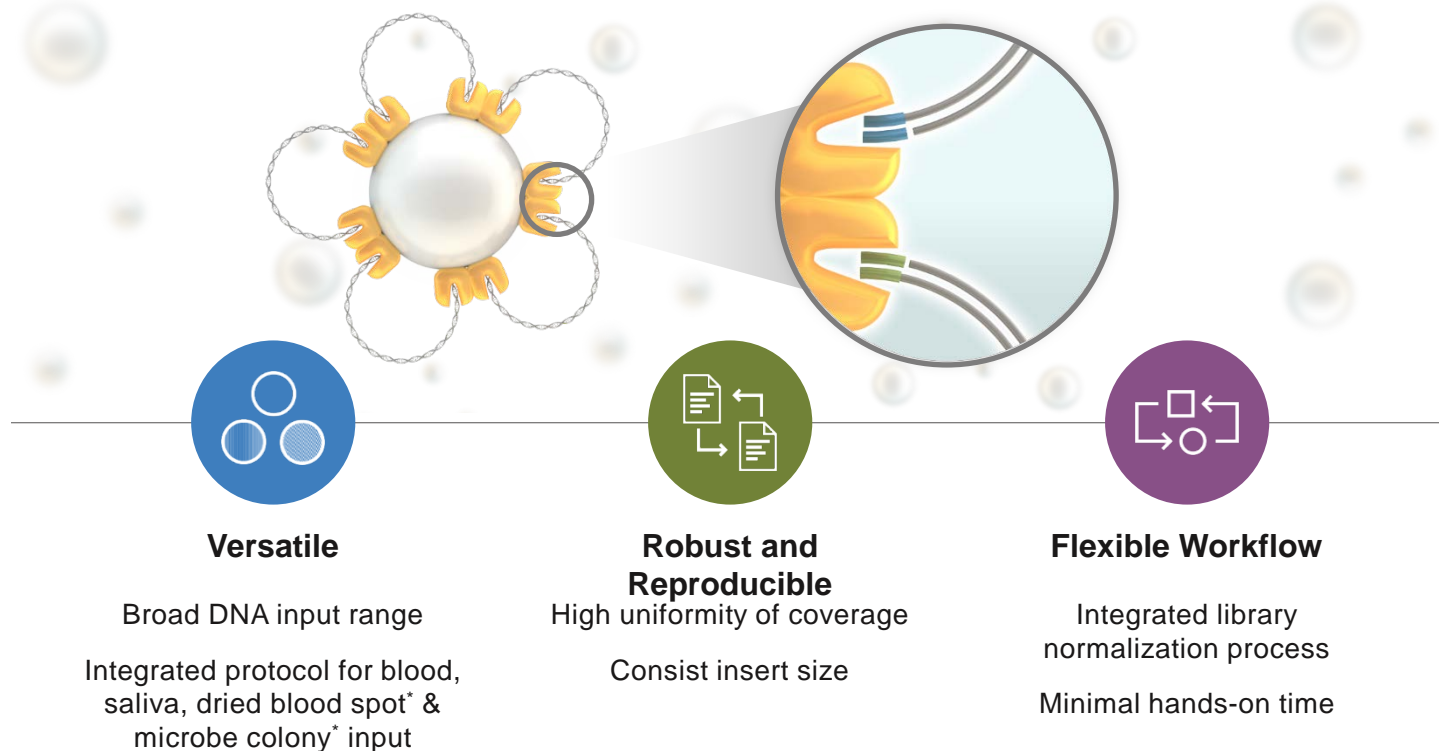 Versatile
Broad DNA input range
Integrated protocol for blood,
saliva, dried blood spot* &
microbe colony* input
Robust and
Reproducible
High uniformity of coverage
Consist insert size
Flexible Workflow
Integrated library
normalization process
Minimal hands-on time